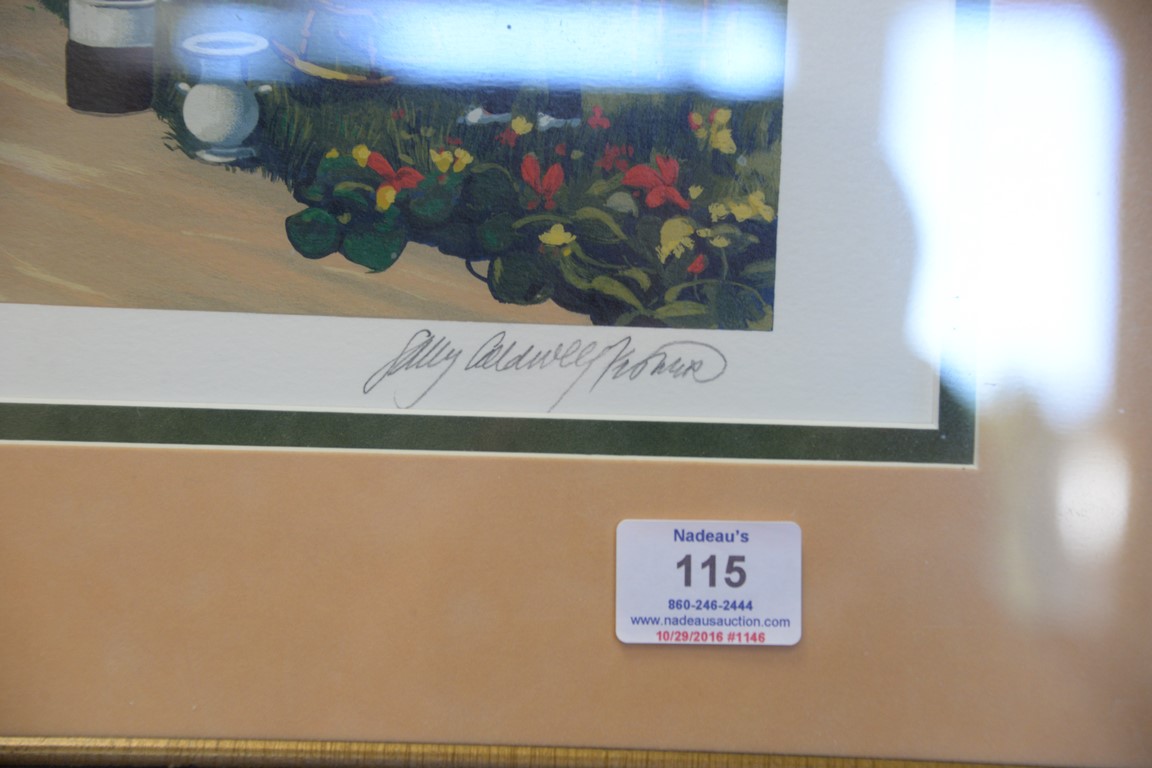 Sally Caldwell Fisher
Nadeau's
115
860-246-2444
www.nadeausauction.com
10/29/2016 #1146